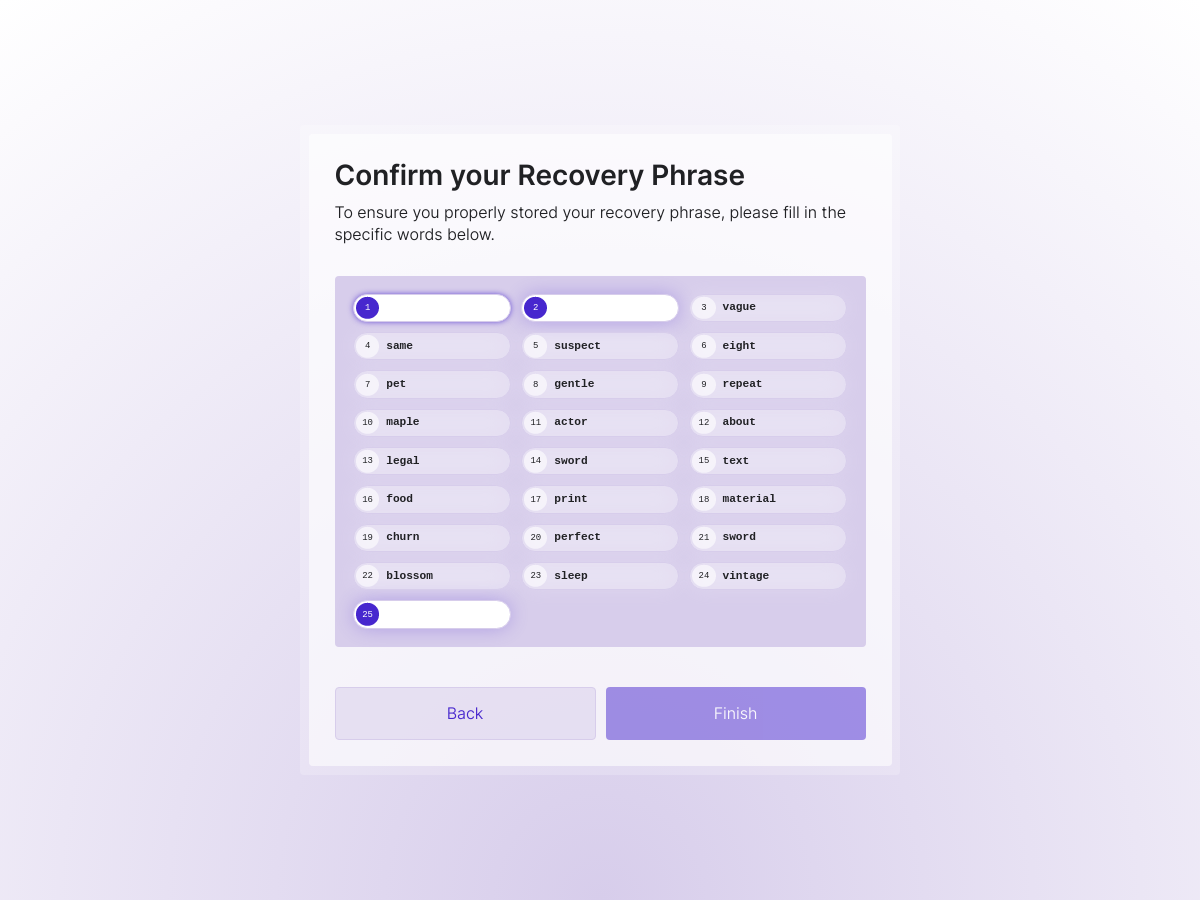 Confirm your Recovery Phrase
To ensure you properly stored your recovery phrase, please fill in the
specific words below.
1 2 3 vague
4 same 5 suspect 6 eight
7 pet 8 gentle 9 repeat
10 maple 11 actor 12 about
13 legal 14 sword 15 text
16 food 17 print 18 material
19 churn 20 perfect 21 sword
22 blossom 23 sleep 24 vintage
25
Back Finish